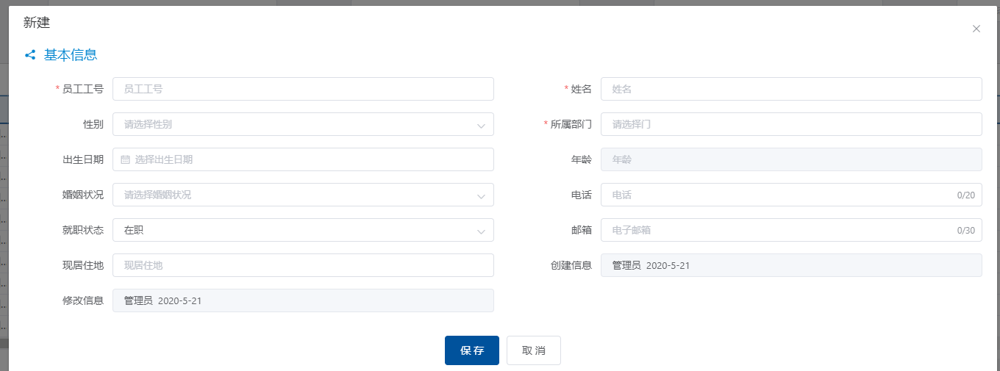 新建
基本信息
* 员工工号 员工工号 * 姓名 姓名
性别 请选择性别 * 所属部门 请选择门
出生日期 选择出生日期 年龄 年龄
婚姻状况 请选择婚姻状况 电话 电话 0/20
就职状态 在职 邮箱 电子邮箱 0/30
现居住地 现居住地 创建信息 管理员 2020-5-21
修改信息 管理员 2020-5-21
保存 取消